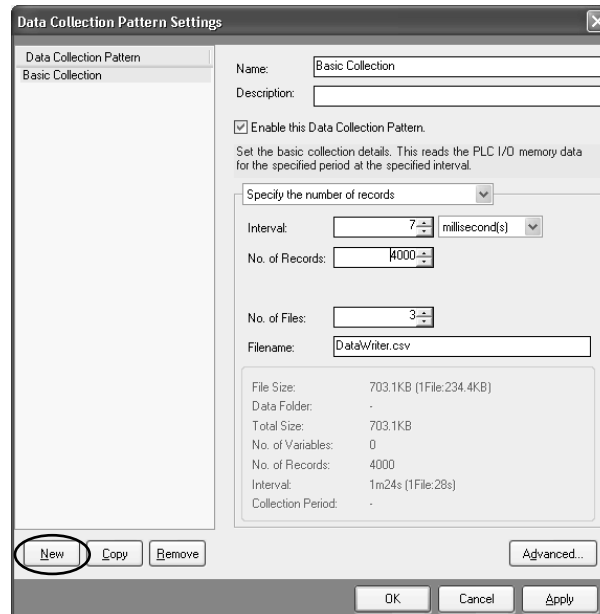 Data Collection Pattern Settings
Data Collection Pattern
Basic Collection
Name: Basic Collection
Description:
Enable this Data Collection Pattern.
Set the basic collection details. This reads the PLC I/O memory data
for the specified period at the specified interval.
Specify the number of records
Interval: 7 millisecond(s)
No. of Records: 4000
No. of Files: 3
Filename: DataWriter.csv
File Size: 703.1KB (1File:234.4KB)
Data Folder: -
Total Size: 703.1KB
No. of Variables: 0
No. of Records: 4000
Interval: 1m24s (1File:28s)
Collection Period: -
New Copy Remove Advanced...
OK Cancel Apply